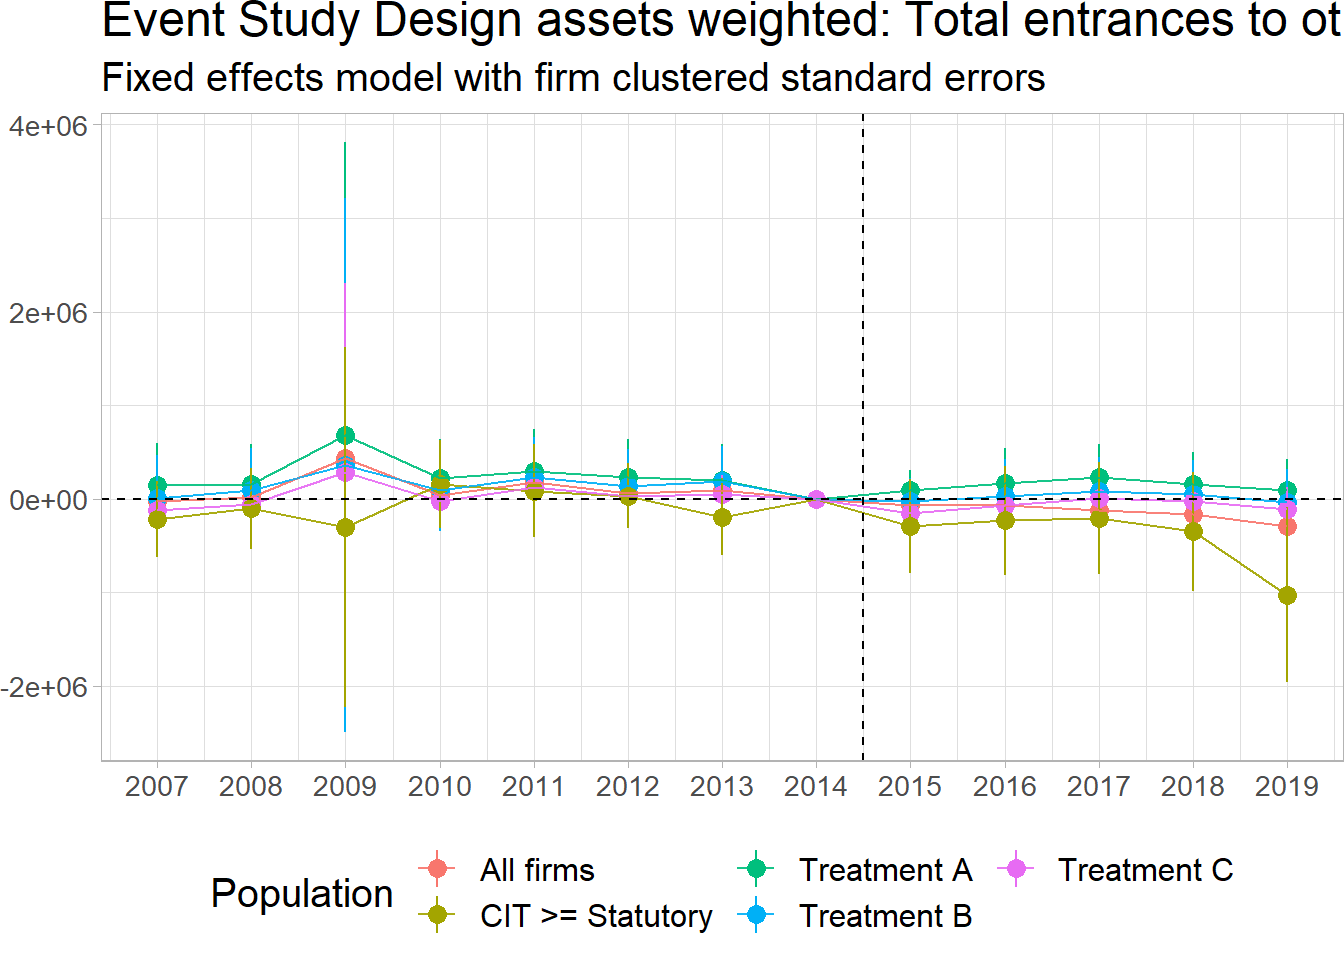 Event Study Design assets weighted: Total entrances to ot
Fixed effects model with firm clustered standard errors
4e+06
2e+06
0e+00
-2e+06
2007 2008 2009 2010 2011 2012 2013 2014 2015 2016 2017 2018 2019
Population
All firms Treatment A Treatment C
CIT >= Statutory Treatment B